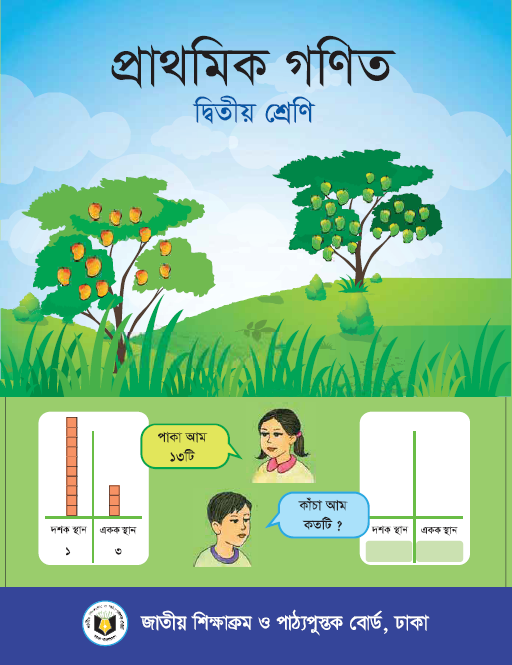 প্রাথমিক গণিত
দ্বিতীয় শ্রেণি
পাকা আম
১৩টি
কাঁচা আম
কতটি ?
দশক স্থান একক স্থান
১ ৩
দশক স্থান একক স্থান
জাতীয় শিক্ষাক্রম ও পাঠ্যপুস্তক বোর্ড, ঢাকা